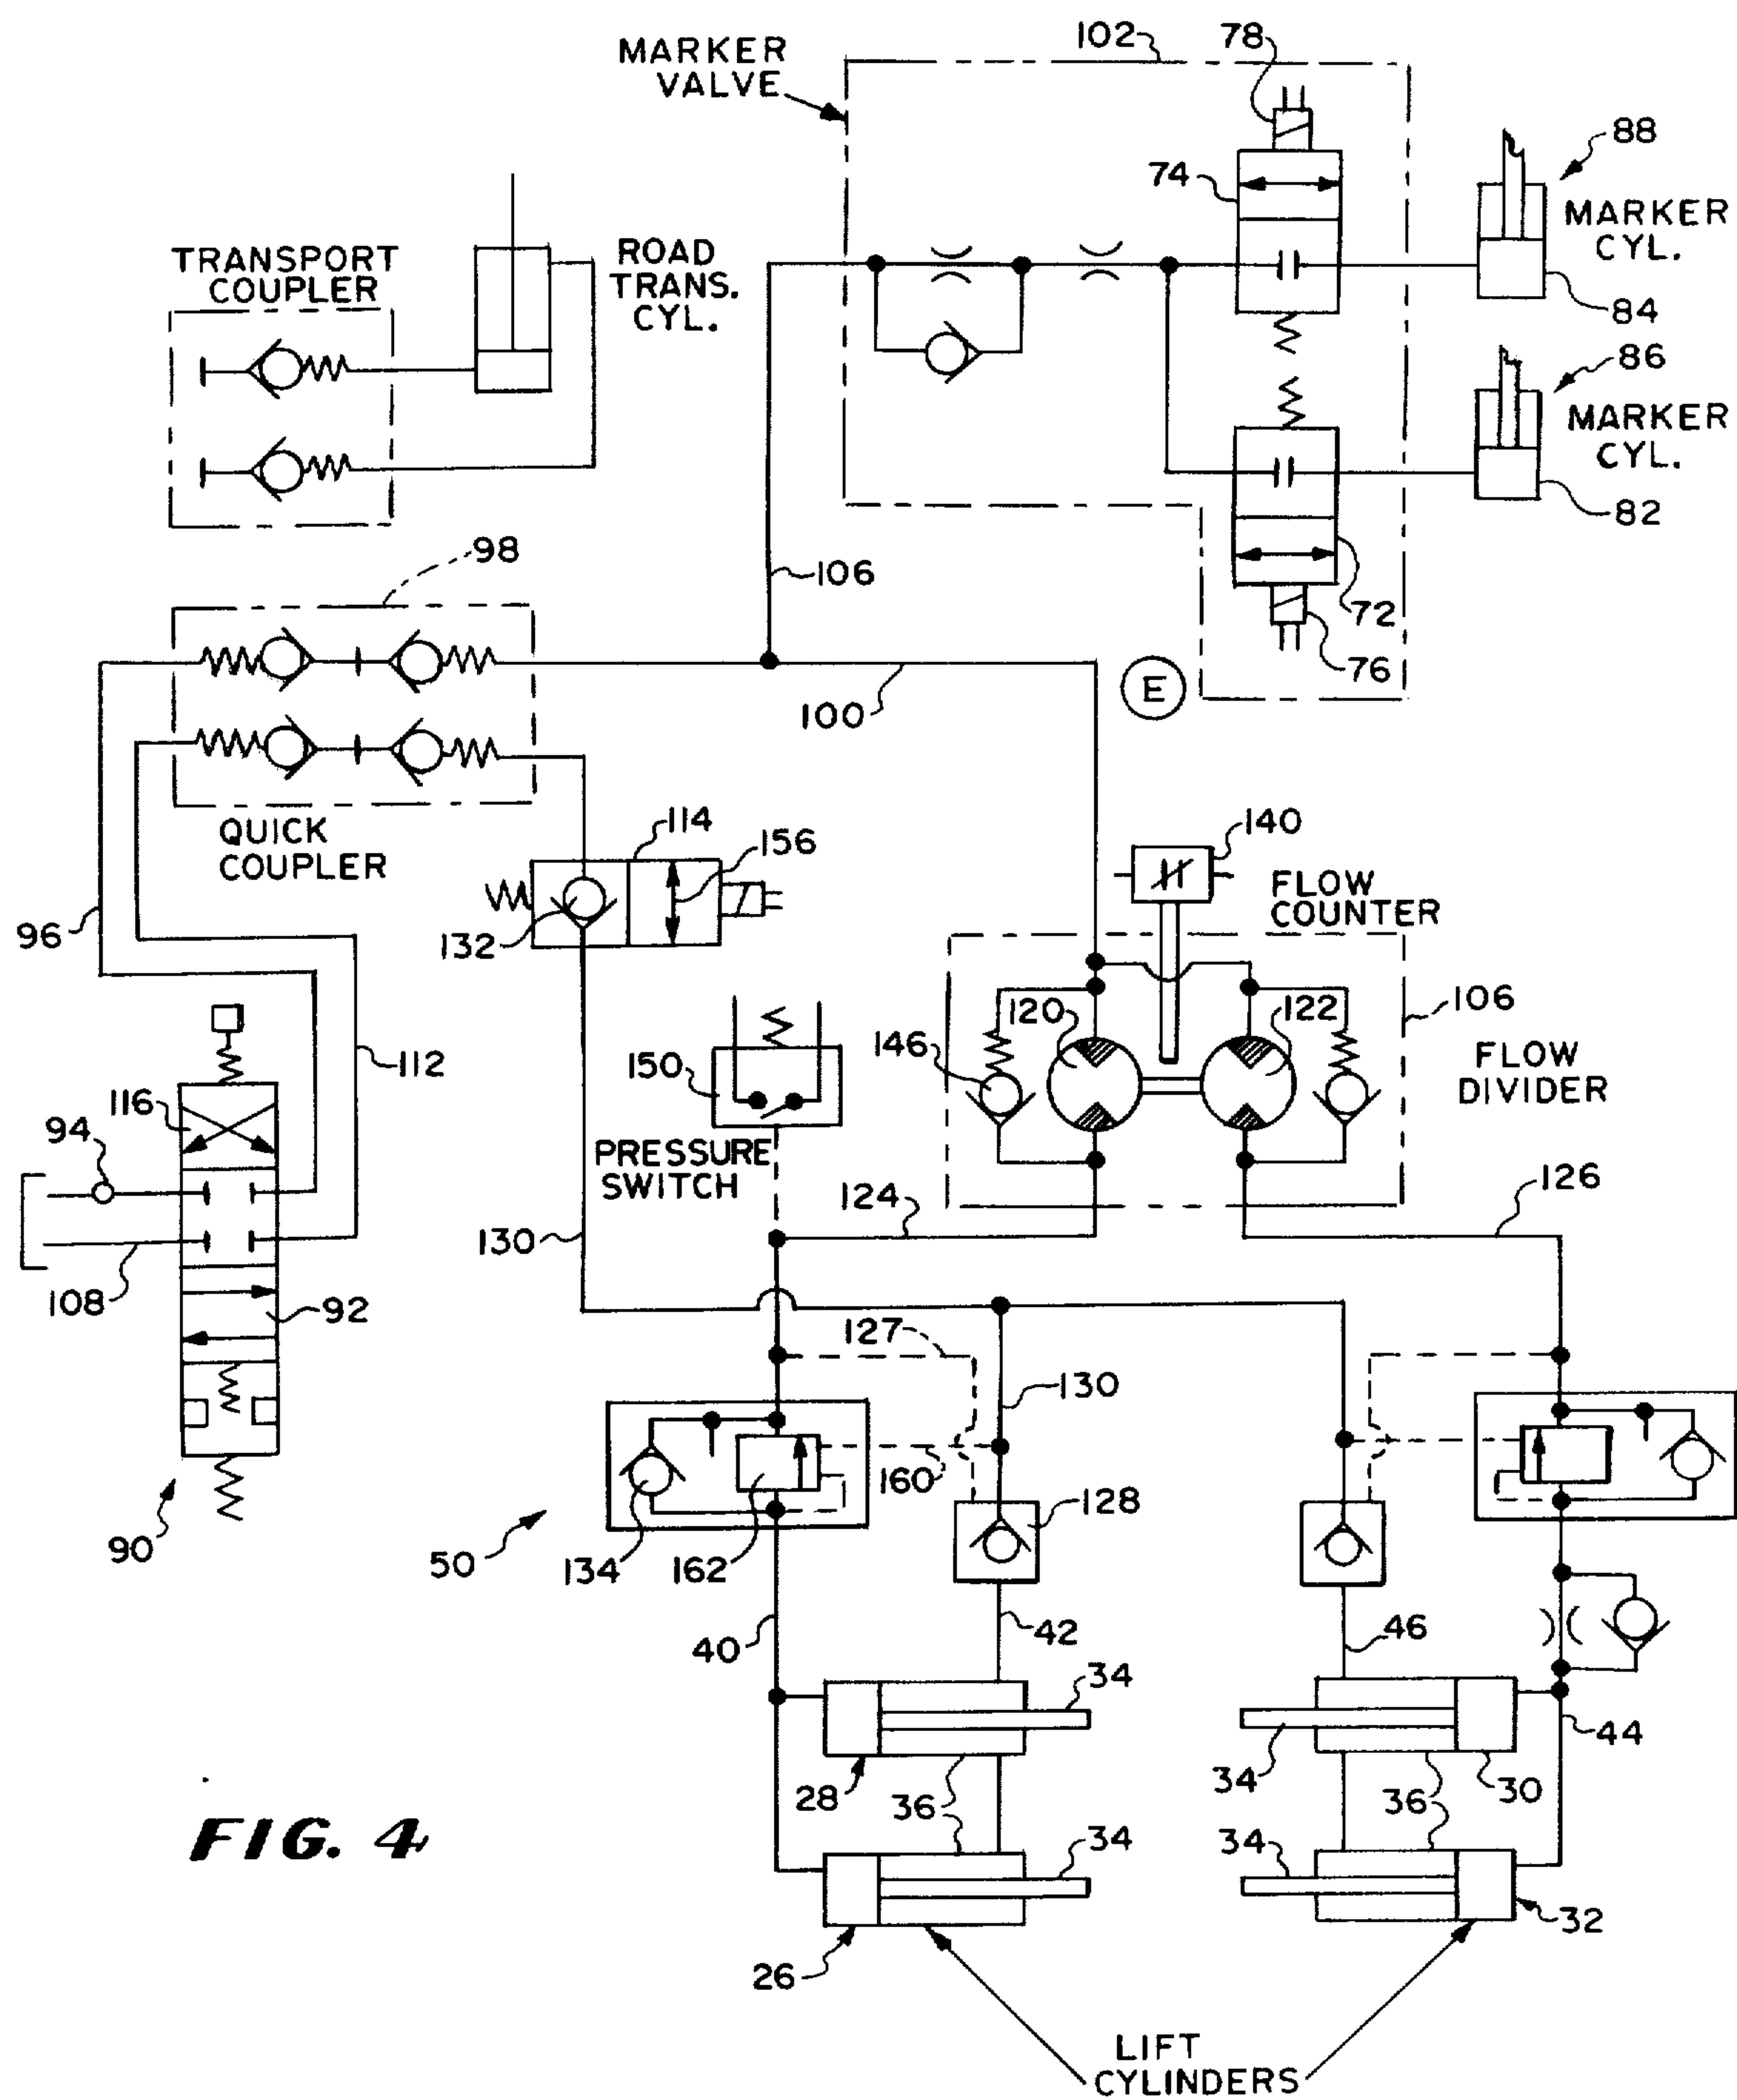 102
78
MARKER
VALVE
88
74
MARKER
CYL.
84
TRANSPORT
COUPLER
ROAD
TRANS.
CYL.
86
MARKER
CYL.
82
98
106
72
76
E
100
QUICK
COUPLER
114
156
140
FLOW
COUNTER
96
132
106
120
122
146
112
150
FLOW
DIVIDER
116
94
PRESSURE
SWITCH
124
126
130
108
92
127
130
160
128
90
50
134
162
40
42
46
34
44
28
36
34
36
30
34
34
26
32
FIG. 4
LIFT
CYLINDERS